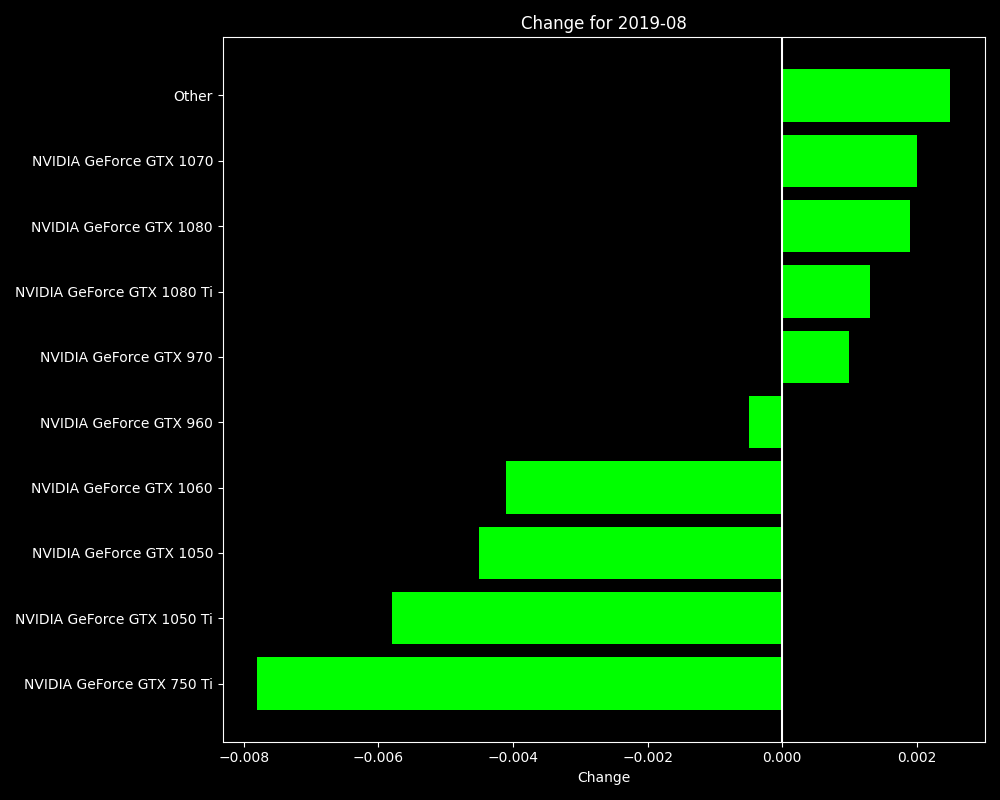 Change for 2019-08
Other
NVIDIA GeForce GTX 1070
NVIDIA GeForce GTX 1080
NVIDIA GeForce GTX 1080 Ti
NVIDIA GeForce GTX 970
NVIDIA GeForce GTX 960
NVIDIA GeForce GTX 1060
NVIDIA GeForce GTX 1050
NVIDIA GeForce GTX 1050 Ti
NVIDIA GeForce GTX 750 Ti
−0.008 −0.006 −0.004 −0.002 0.000 0.002
Change